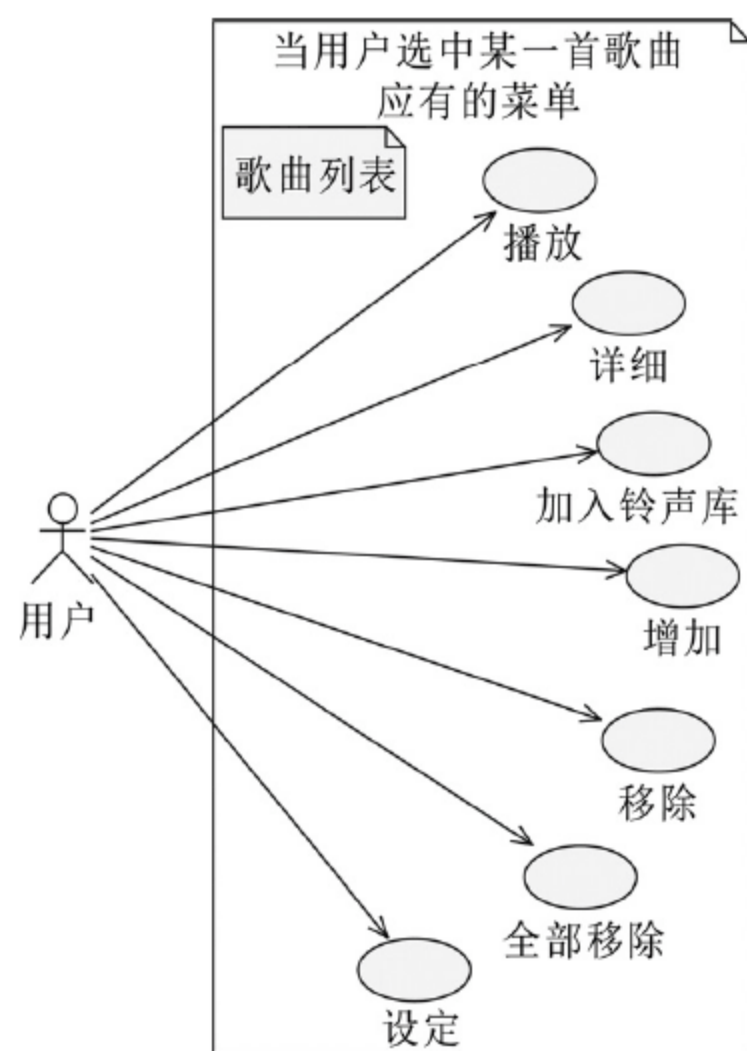 当用户选中某一首歌曲
应有的菜单
歌曲列表
播放
详细
加入铃声库
增加
用户
移除
全部移除
设定